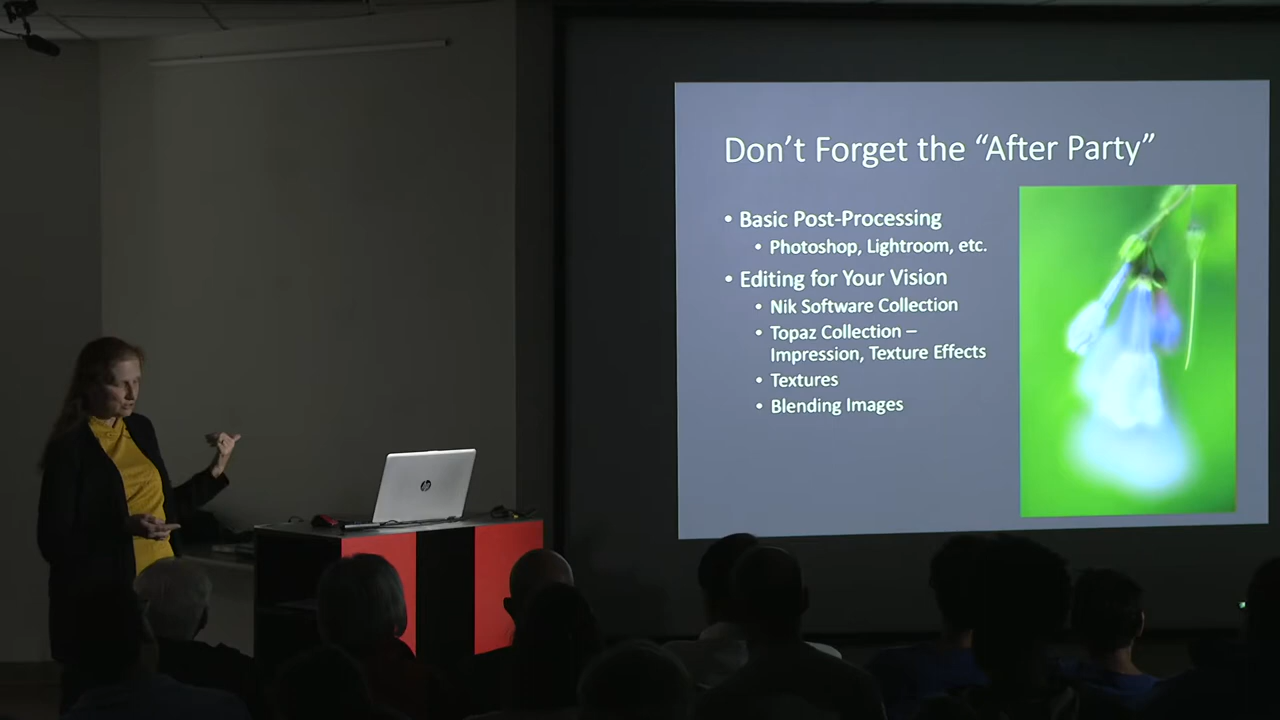 Don't Forget the “After Party”
• Basic Post-Processing
• Photoshop, Lightroom, etc.
• Editing for Your Vision
• Nik Software Collection
• Topaz Collection –
Impression, Texture Effects
• Textures
• Blending Images
hp